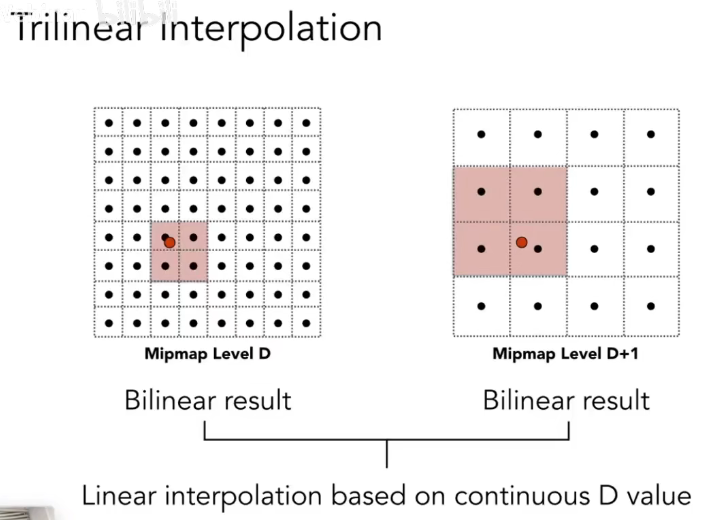 Trilinear Interpolation
Mipmap Level D
Mipmap Level D+1
Bilinear result
Bilinear result
Linear interpolation based on continuous D value